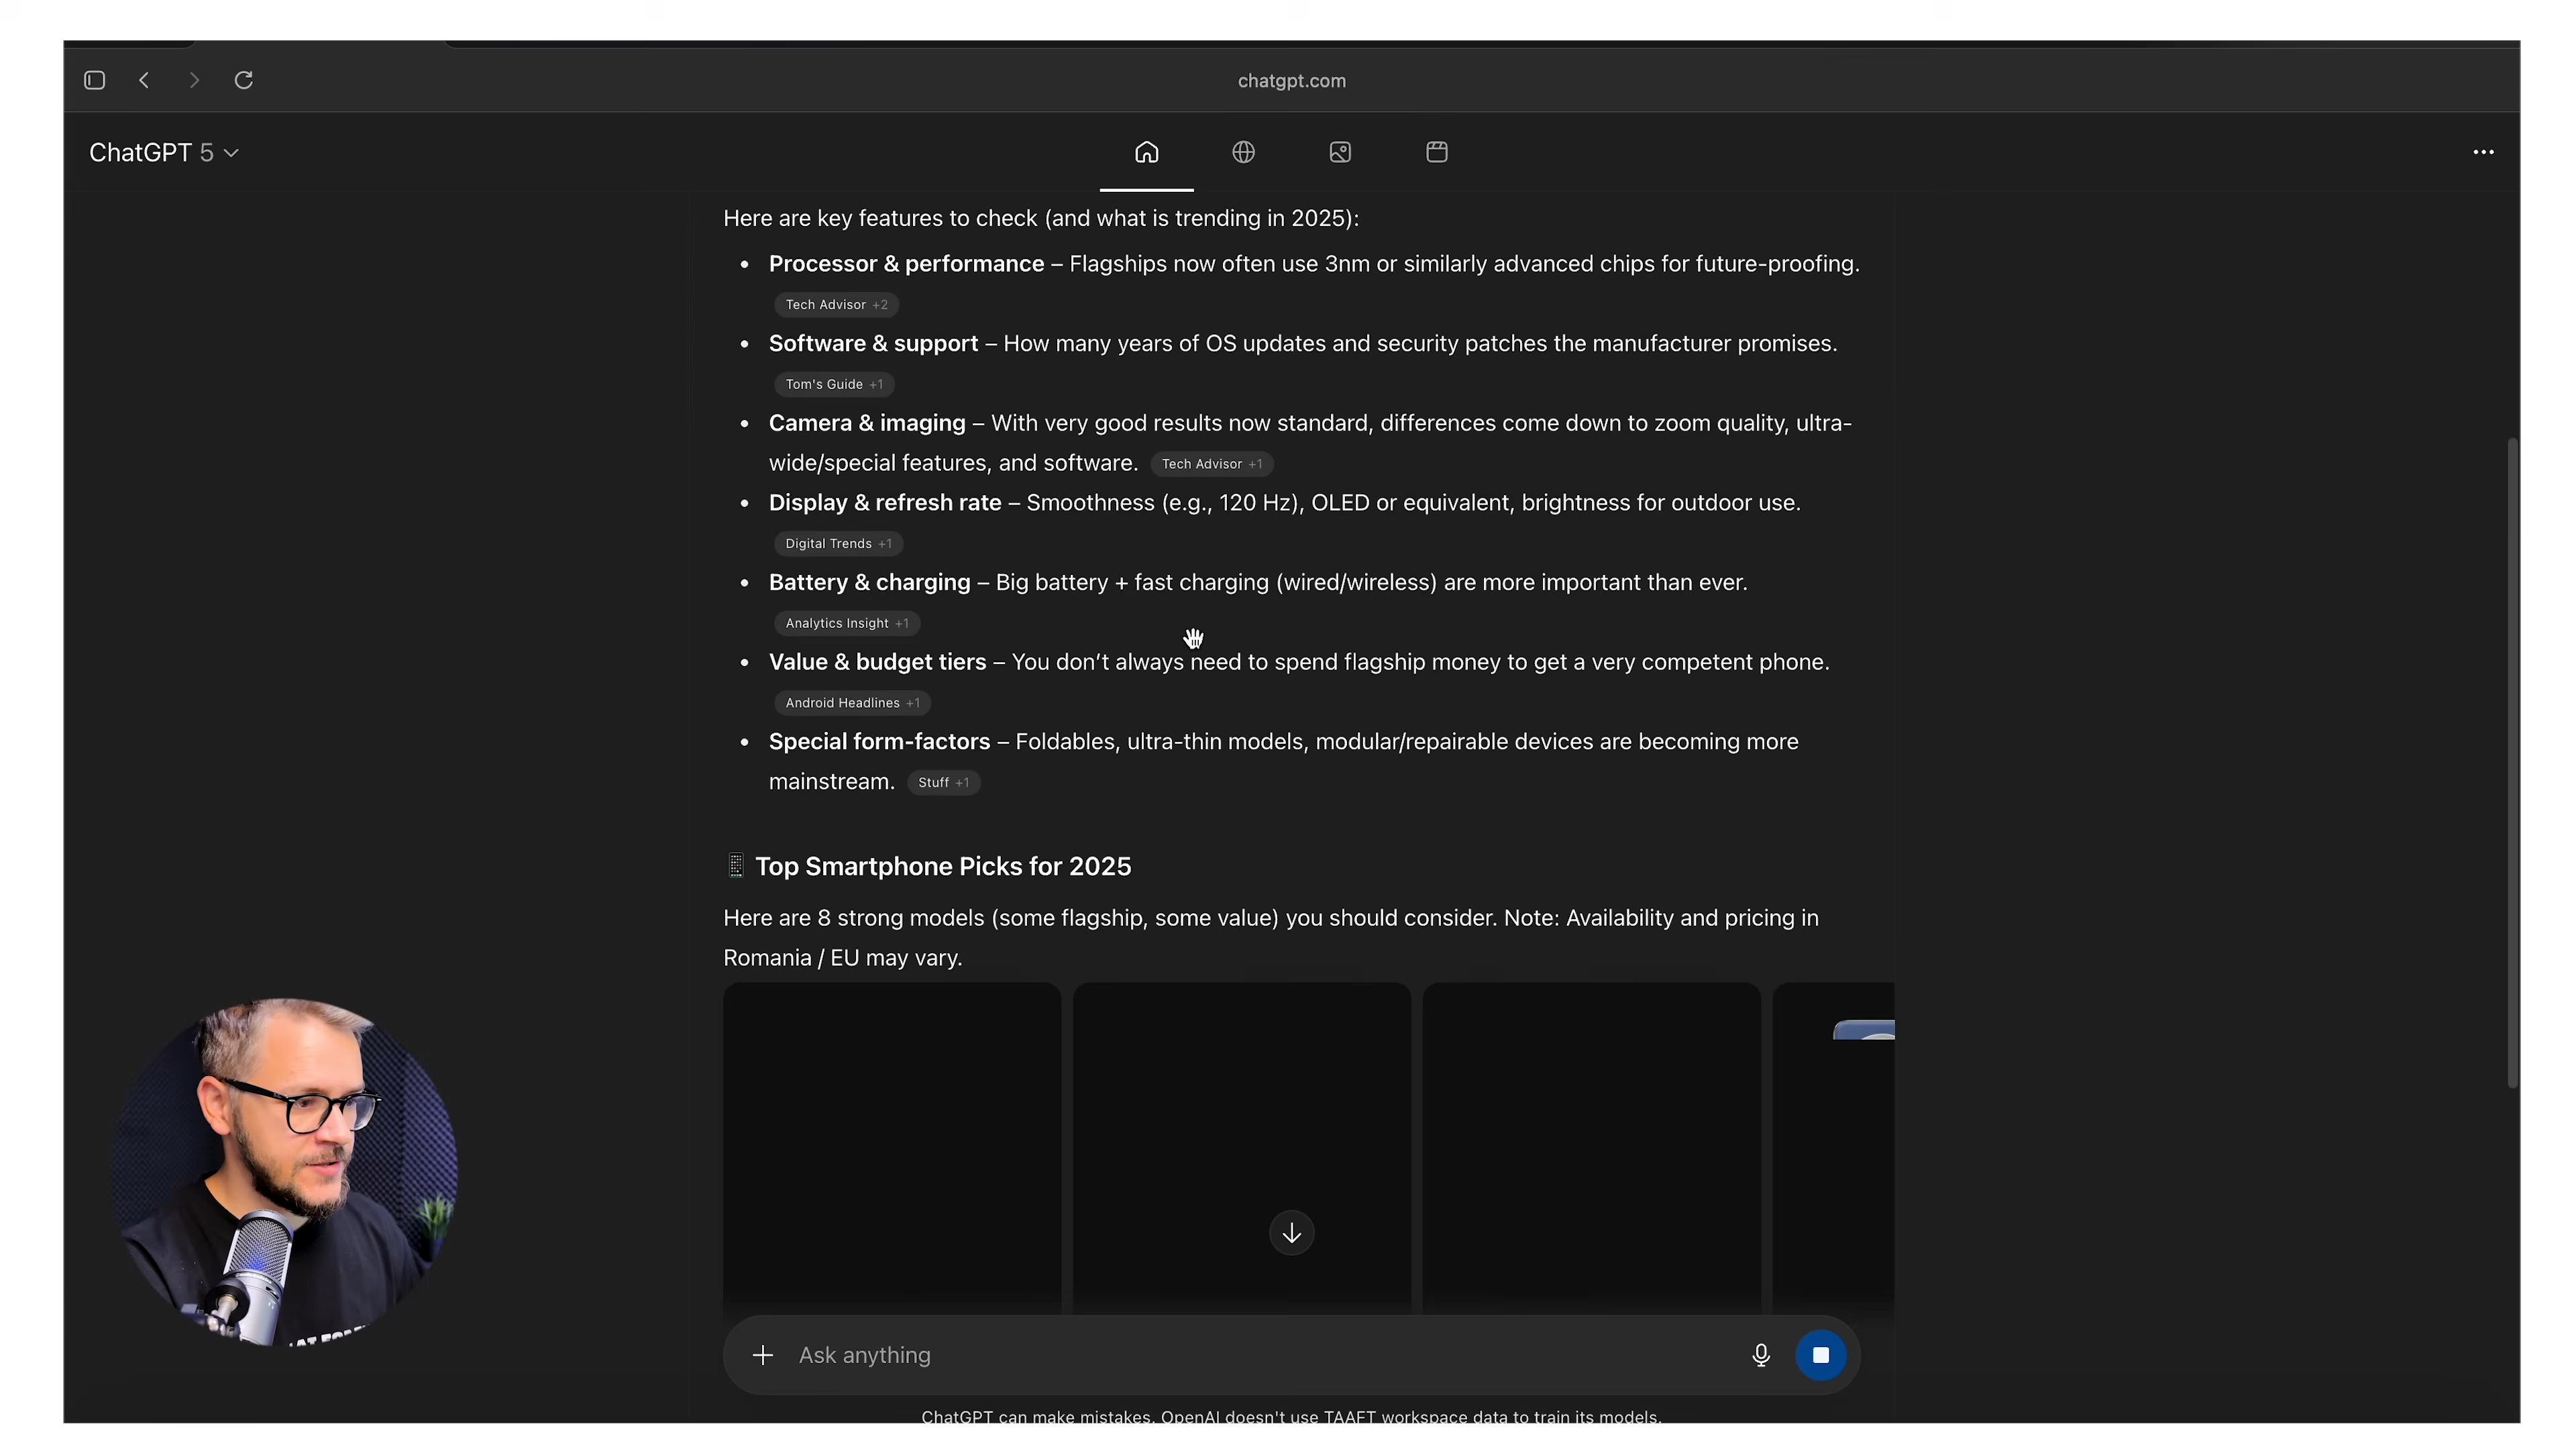 chatgpt.com
ChatGPT 5
Here are key features to check (and what is trending in 2025):
• Processor & performance – Flagships now often use 3nm or similarly advanced chips for future-proofing.
Tech Advisor +2
• Software & support – How many years of OS updates and security patches the manufacturer promises.
Tom's Guide +1
• Camera & imaging – With very good results now standard, differences come down to zoom quality, ultra-
wide/special features, and software. Tech Advisor +1
• Display & refresh rate – Smoothness (e.g., 120 Hz), OLED or equivalent, brightness for outdoor use.
Digital Trends +1
• Battery & charging – Big battery + fast charging (wired/wireless) are more important than ever.
Analytics Insight +1
• Value & budget tiers – You don’t always need to spend flagship money to get a very competent phone.
Android Headlines +1
• Special form-factors – Foldables, ultra-thin models, modular/repairable devices are becoming more
mainstream. Stuff +1
📱 Top Smartphone Picks for 2025
Here are 8 strong models (some flagship, some value) you should consider. Note: Availability and pricing in
Romania / EU may vary.
Ask anything
ChatGPT can make mistakes. OpenAI doesn't use TAAFT workspace data to train its models.